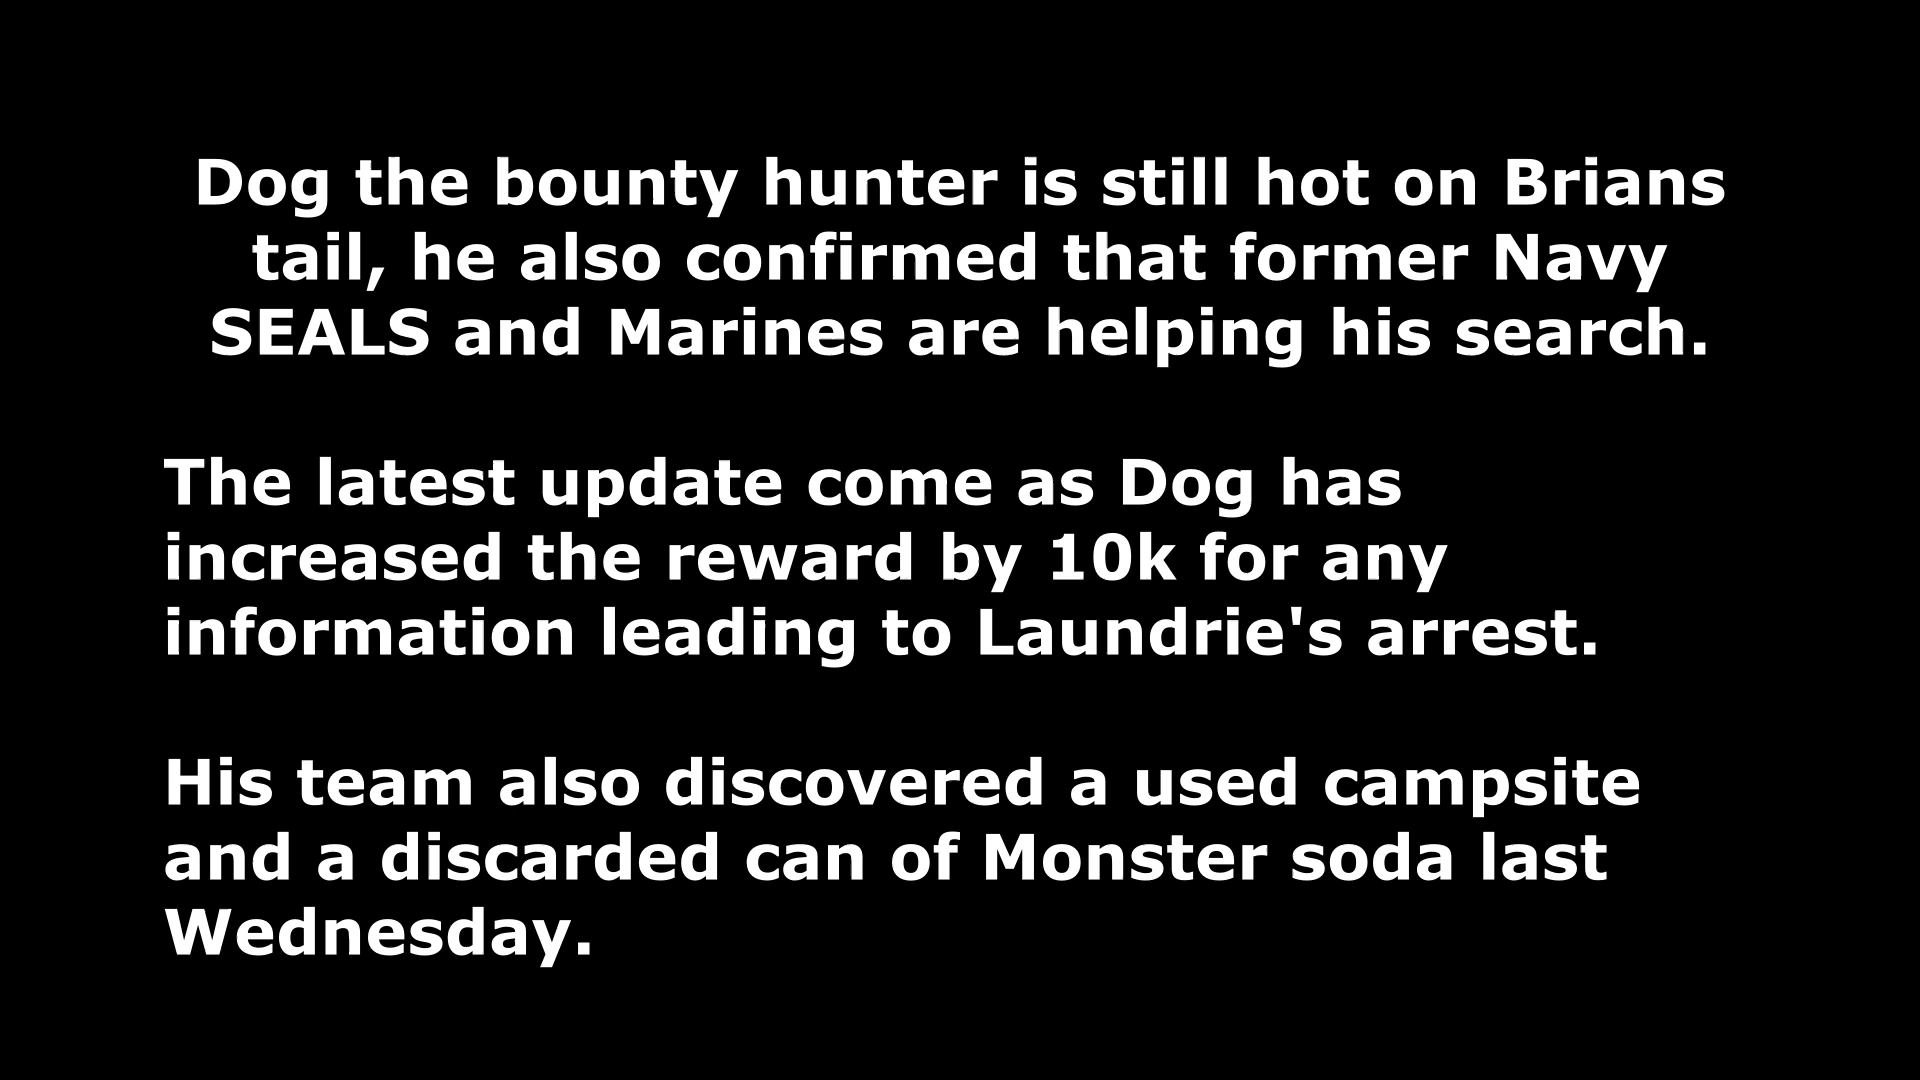 Dog the bounty hunter is still hot on Brians
tail, he also confirmed that former Navy
SEALS and Marines are helping his search.
The latest update come as Dog has
increased the reward by 10k for any
information leading to Laundrie's arrest.
His team also discovered a used campsite
and a discarded can of Monster soda last
Wednesday.